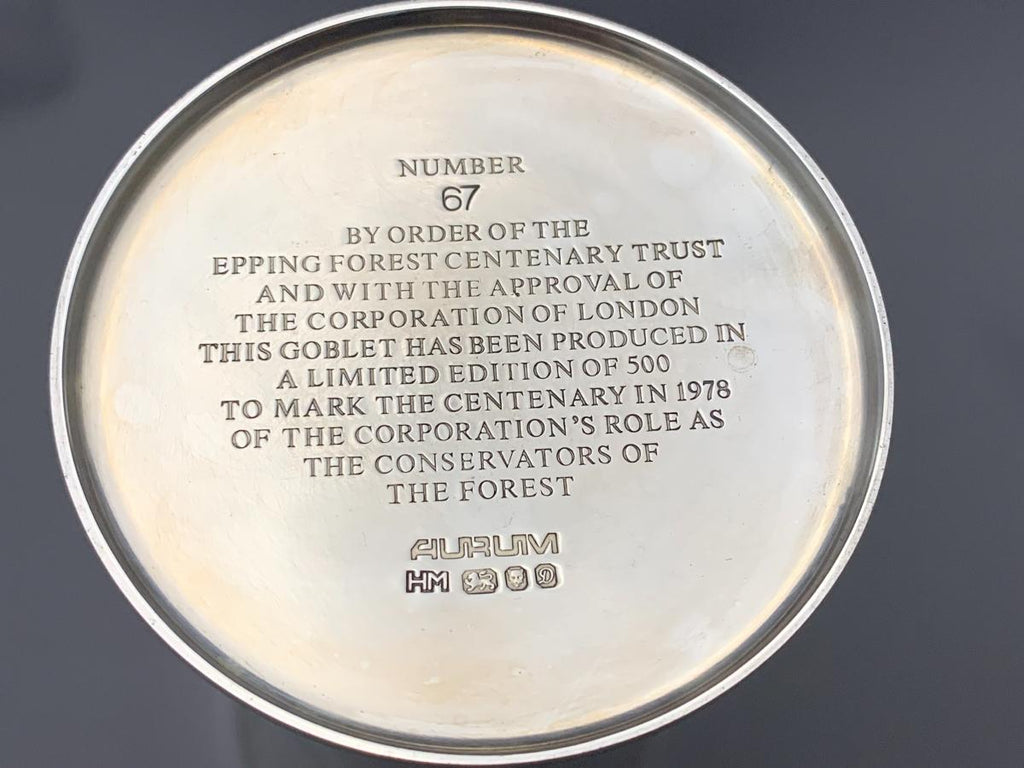 NUMBER
67
BY ORDER OF THE
EPPING FOREST CENTENARY TRUST
AND WITH THE APPROVAL OF
THE CORPORATION OF LONDON
THIS GOBLET HAS BEEN PRODUCED IN
A LIMITED EDITION OF 500
TO MARK THE CENTENARY IN 1978
OF THE CORPORATION'S ROLE AS
THE CONSERVATORS OF
THE FOREST
AURUM
HM D